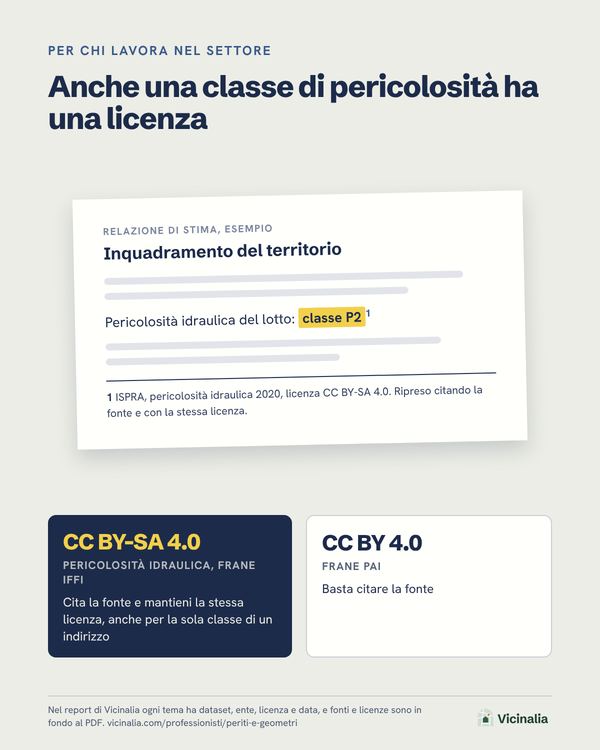 PER CHI LAVORA NEL SETTORE
Anche una classe di pericolosità ha
una licenza
RELAZIONE DI STIMA, ESEMPIO
Inquadramento del territorio
Pericolosità idraulica del lotto: classe P2 1
1 ISPRA, pericolosità idraulica 2020, licenza CC BY-SA 4.0. Ripreso citando la
fonte e con la stessa licenza.
CC BY-SA 4.0
PERICOLOSITÀ IDRAULICA, FRANE
IFFI
Cita la fonte e mantieni la stessa
licenza, anche per la sola classe di un
indirizzo
CC BY 4.0
FRANE PAI
Basta citare la fonte
Nel report di Vicinalia ogni tema ha dataset, ente, licenza e data, e fonti e licenze sono in
fondo al PDF. vicinalia.com/professionisti/periti-e-geometri
Vicinalia